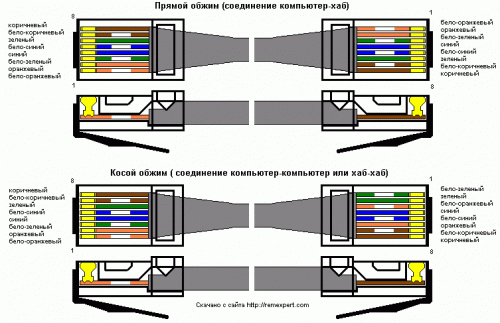 Прямой обжим (соединение компьютер-хаб)
8
коричневый
бело-коричневый
зеленый
бело-синий
синий
бело-зеленый
оранжевый
бело-оранжевый
1
1
бело-оранжевый
оранжевый
бело-зеленый
синий
бело-синий
зеленый
бело-коричневый
коричневый
8
Косой обжим ( соединение компьютер-компьютер или хаб-хаб)
8
коричневый
бело-коричневый
зеленый
бело-синий
синий
бело-зеленый
оранжевый
бело-оранжевый
1
1
бело-зеленый
зеленый
бело-оранжевый
синий
бело-синий
оранжевый
бело-коричневый
коричневый
8
Скачано с сайта http://remexpert.com